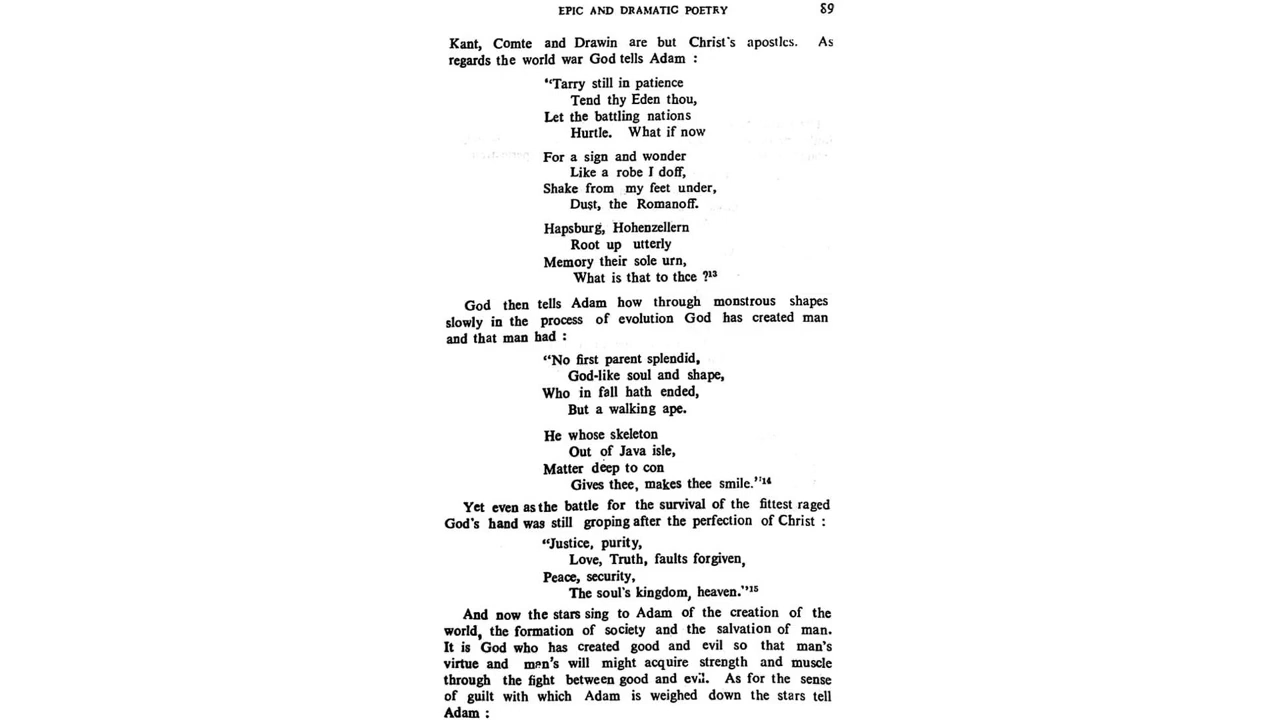 EPIC AND DRAMATIC POETRY 89
Kant, Comte and Drawin are but Christ's apostles. As
regards the world war God tells Adam :
"Tarry still in patience
Tend thy Eden thou,
Let the battling nations
Hurtle. What if now
For a sign and wonder
Like a robe I doff,
Shake from my feet under,
Dust, the Romanoff.
Hapsburg, Hohenzellern
Root up utterly
Memory their sole urn,
What is that to thee ?13
God then tells Adam how through monstrous shapes
slowly in the process of evolution God has created man
and that man had :
"No first parent splendid,
God-like soul and shape,
Who in fall hath ended,
But a walking ape.
He whose skeleton
Out of Java isle,
Matter deep to con
Gives thee, makes thee smile."14
Yet even as the battle for the survival of the fittest raged
God's hand was still groping after the perfection of Christ :
"Justice, purity,
Love, Truth, faults forgiven,
Peace, security,
The soul's kingdom, heaven."15
And now the stars sing to Adam of the creation of the
world, the formation of society and the salvation of man.
It is God who has created good and evil so that man's
virtue and man's will might acquire strength and muscle
through the fight between good and evil. As for the sense
of guilt with which Adam is weighed down the stars tell
Adam :